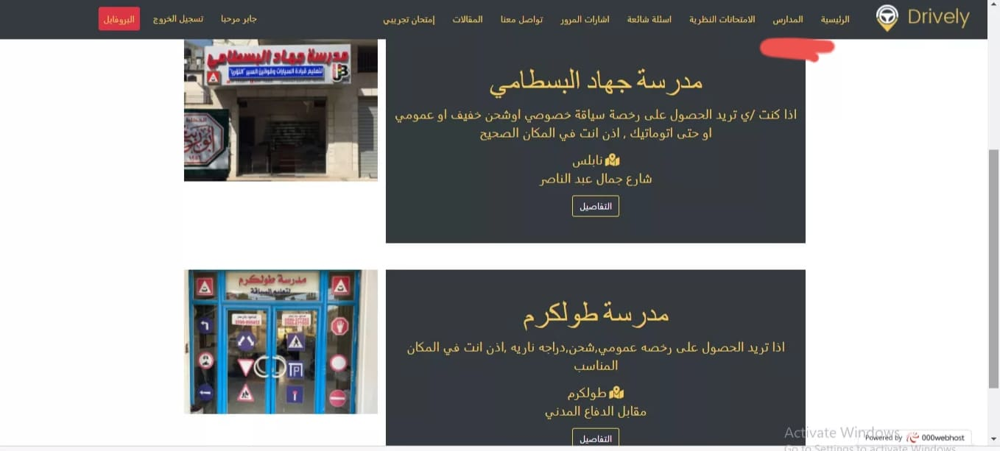 Drively
الرئيسية
المدارس
الامتحانات النظرية
اسئلة شائعة
اشارات المرور
تواصل معنا
المقالات
إمتحان تجريبي
جابر مرحبا
تسجيل الخروج
البروفايل
مدرسة جهاد البسطامي
اذا كنت /ي تريد الحصول على رخصة سياقة خصوصي اوشحن خفيف او عمومي
او حتى اتوماتيك , اذن انت في المكان الصحيح
نابلس
شارع جمال عبد الناصر
التفاصيل
مدرسة جهاد البسطامي
لتعليم قيادة السيارات وقوانين السير "التؤريا"
مدرسة طولكرم
اذا تريد الحصول على رخصه عمومي,شحن,دراجه ناريه ,اذن انت في المكان
المناسب
طولكرم
مقابل الدفاع المدني
التفاصيل
مدرسة طولكرم
لتعليم السياقة
P
Activate Windows
Go to Settings to activate Windows.
Powered by 000webhost